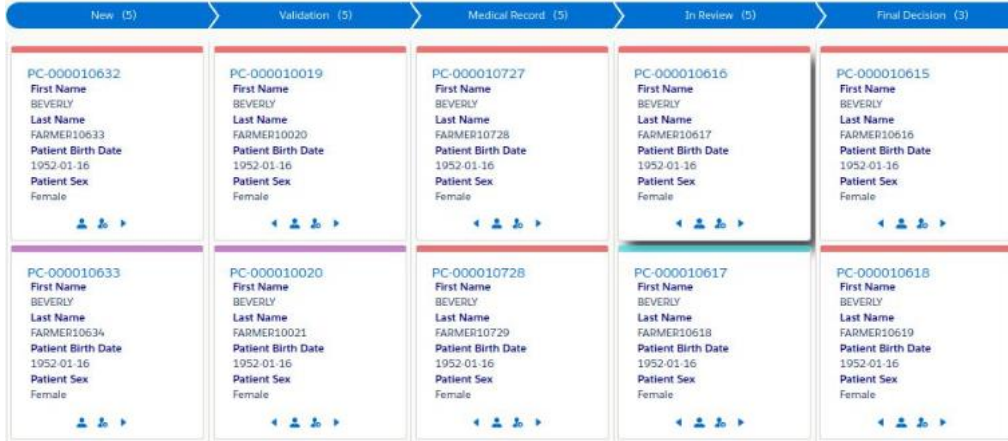 New (5)
Validation (5)
Medical Record (5)
In Review (5)
Final Decision (3)
PC-000010632
First Name
BEVERLY
Last Name
FARMER10633
Patient Birth Date
1952-01-16
Patient Sex
Female
PC-000010019
First Name
BEVERLY
Last Name
FARMER10020
Patient Birth Date
1952-01-16
Patient Sex
Female
PC-000010727
First Name
BEVERLY
Last Name
FARMER10728
Patient Birth Date
1952-01-16
Patient Sex
Female
PC-000010616
First Name
BEVERLY
Last Name
FARMER10617
Patient Birth Date
1952-01-16
Patient Sex
Female
PC-000010615
First Name
BEVERLY
Last Name
FARMER10616
Patient Birth Date
1952-01-16
Patient Sex
Female
PC-000010633
First Name
BEVERLY
Last Name
FARMER10634
Patient Birth Date
1952-01-16
Patient Sex
Female
PC-000010020
First Name
BEVERLY
Last Name
FARMER10021
Patient Birth Date
1952-01-16
Patient Sex
Female
PC-000010728
First Name
BEVERLY
Last Name
FARMER10729
Patient Birth Date
1952-01-16
Patient Sex
Female
PC-000010617
First Name
BEVERLY
Last Name
FARMER10618
Patient Birth Date
1952-01-16
Patient Sex
Female
PC-000010618
First Name
BEVERLY
Last Name
FARMER10619
Patient Birth Date
1952-01-16
Patient Sex
Female